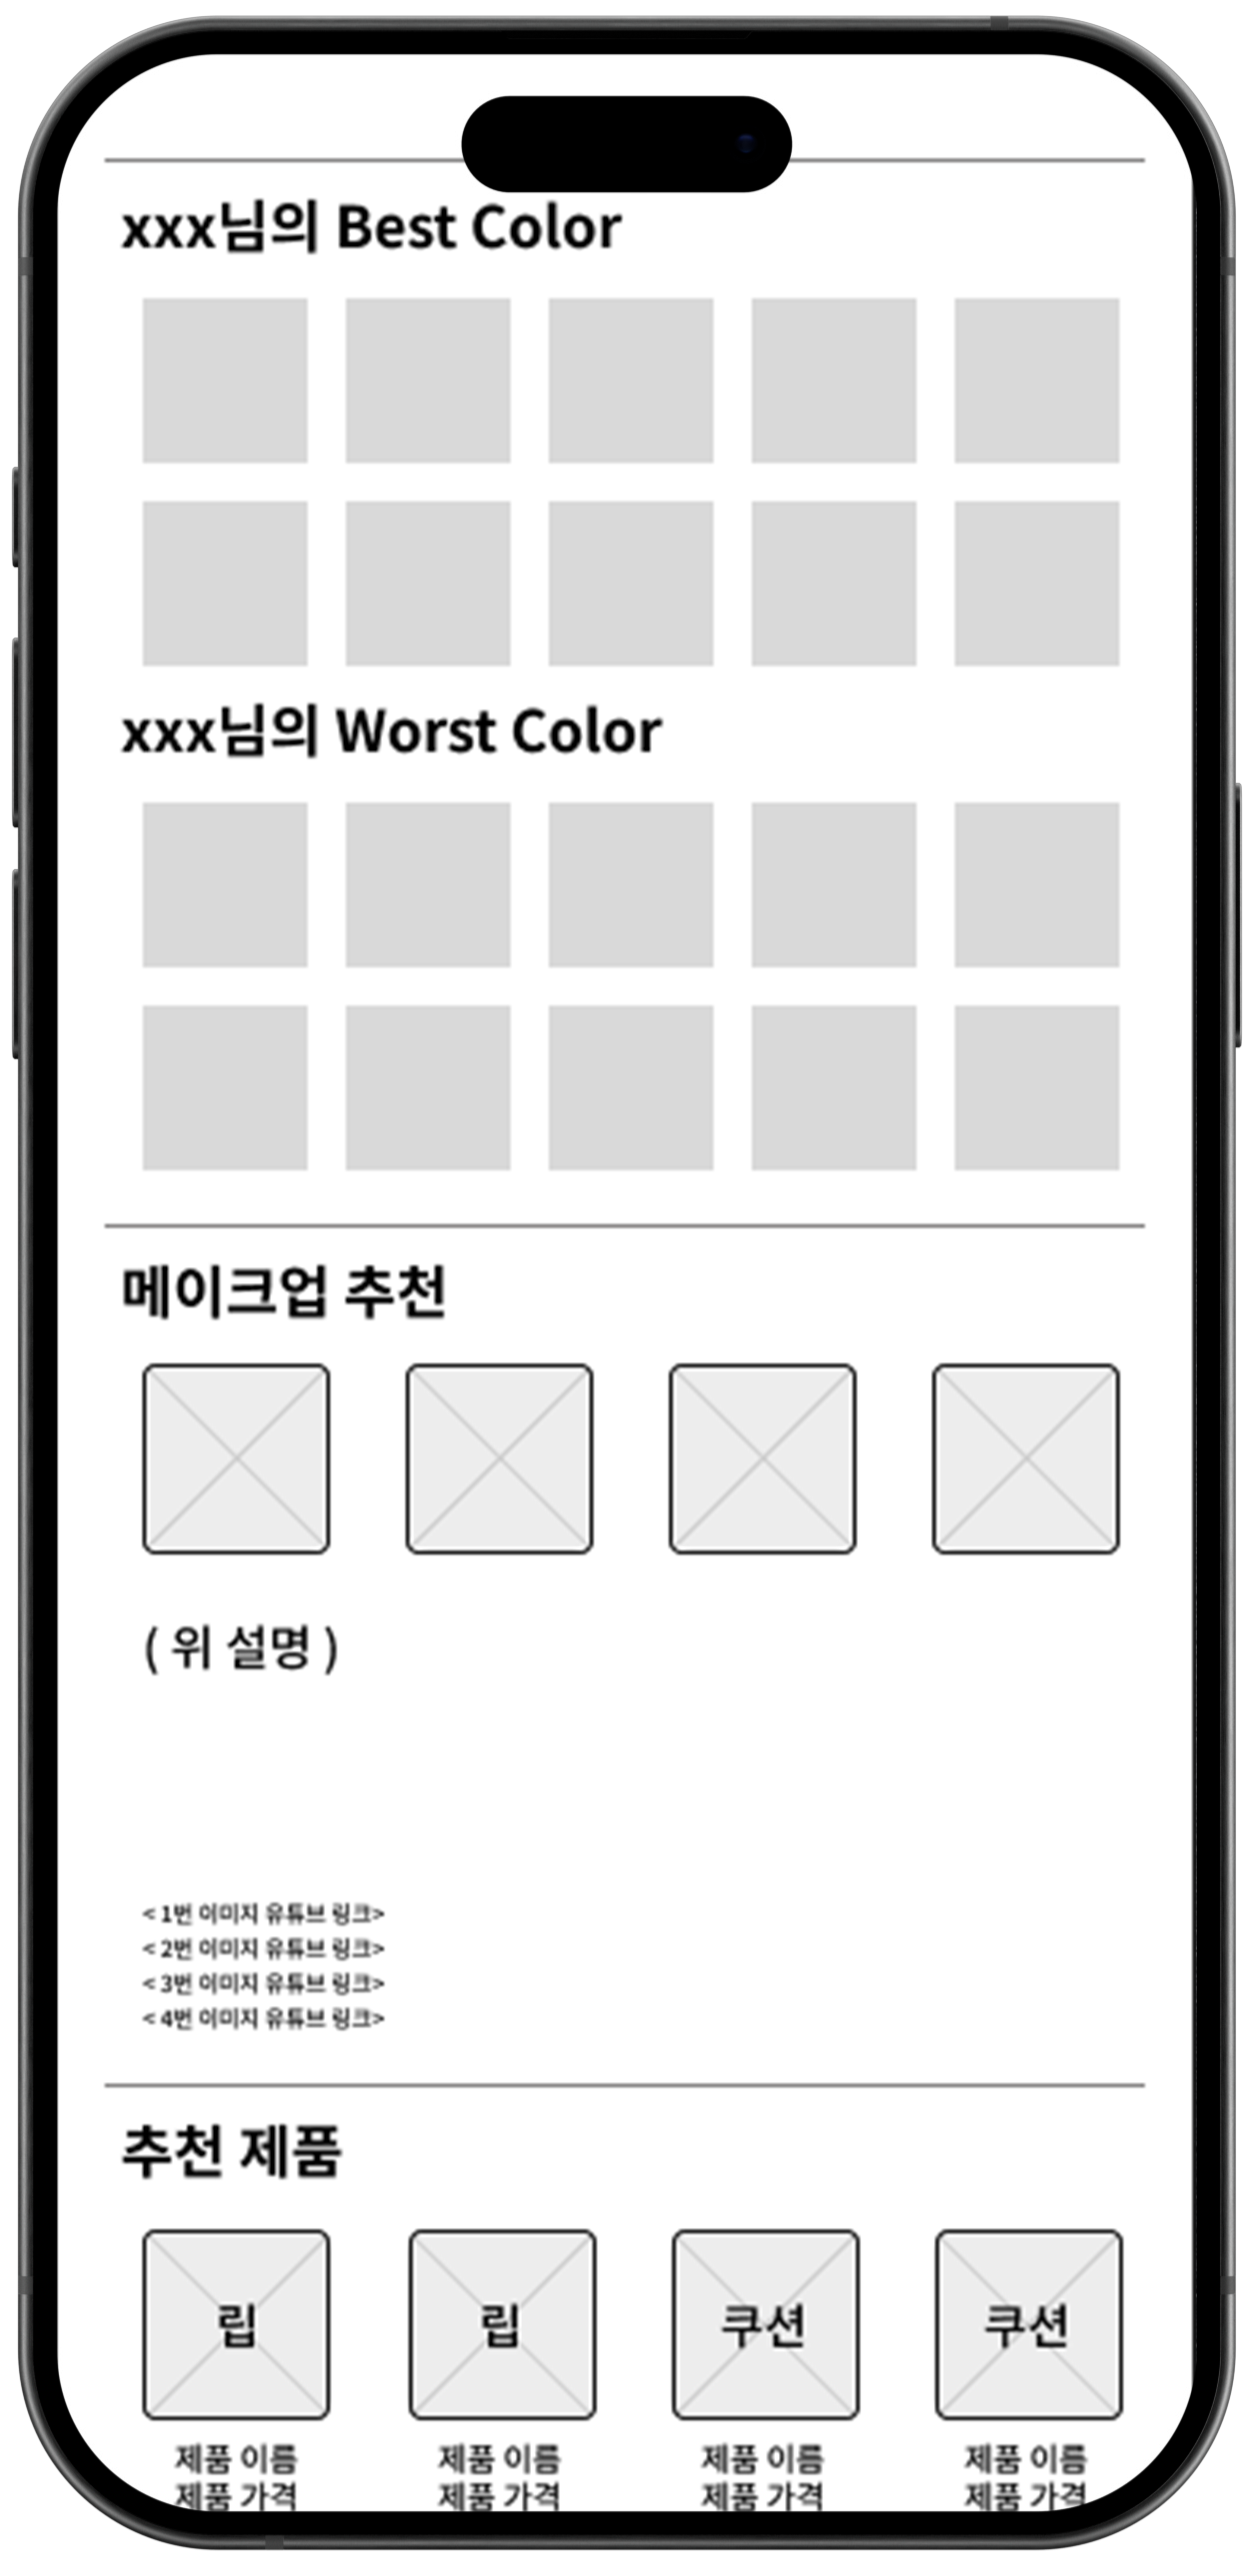 xxx님의 Best Color
xxx님의 Worst Color
메이크업 추천
( 위 설명 )
< 1번 이미지 유튜브 링크>
< 2번 이미지 유튜브 링크>
< 3번 이미지 유튜브 링크>
< 4번 이미지 유튜브 링크>
추천 제품
립 립 쿠션 쿠션
제품 이름 제품 이름 제품 이름 제품 이름
제품 가격 제품 가격 제품 가격 제품 가격